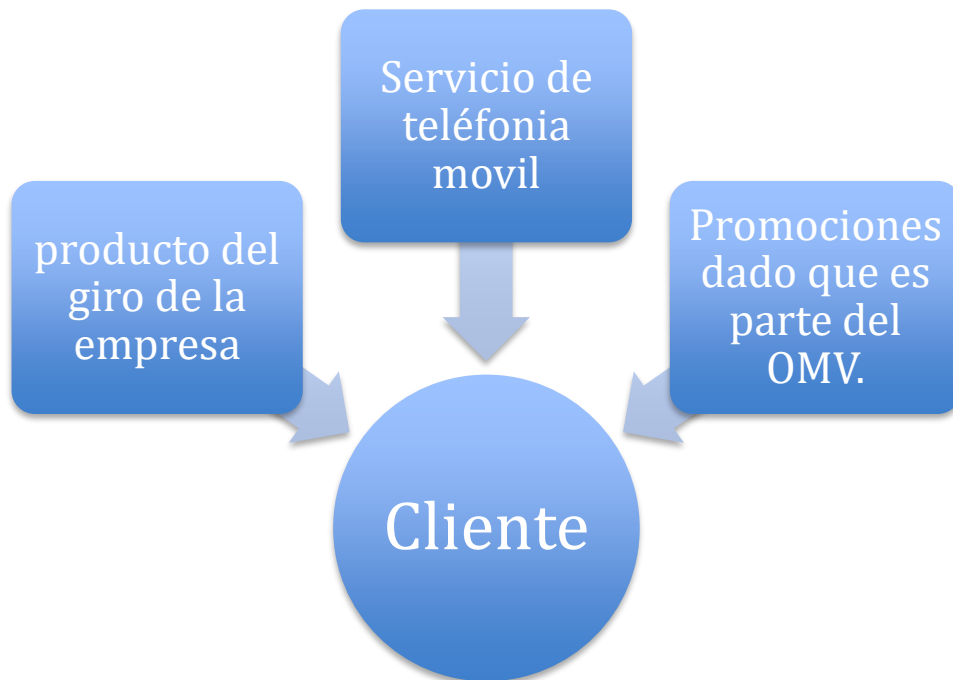 Servicio de
teléfonia
movil
producto del
giro de la
empresa
Promociones
dado que es
parte del
OMV.
Cliente